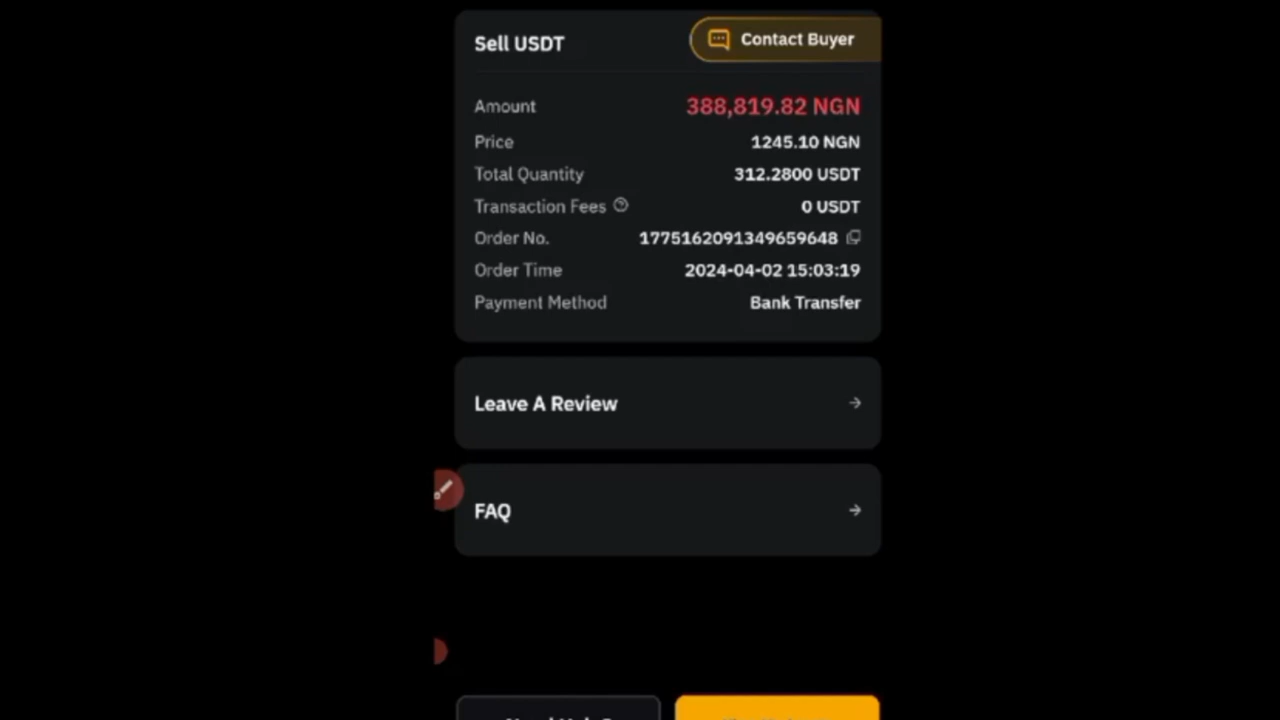 Sell USDT
Contact Buyer
Amount 388,819.82 NGN
Price 1245.10 NGN
Total Quantity 312.2800 USDT
Transaction Fees 0 USDT
Order No. 1775162091349659648
Order Time 2024-04-02 15:03:19
Payment Method Bank Transfer
Leave A Review
FAQ